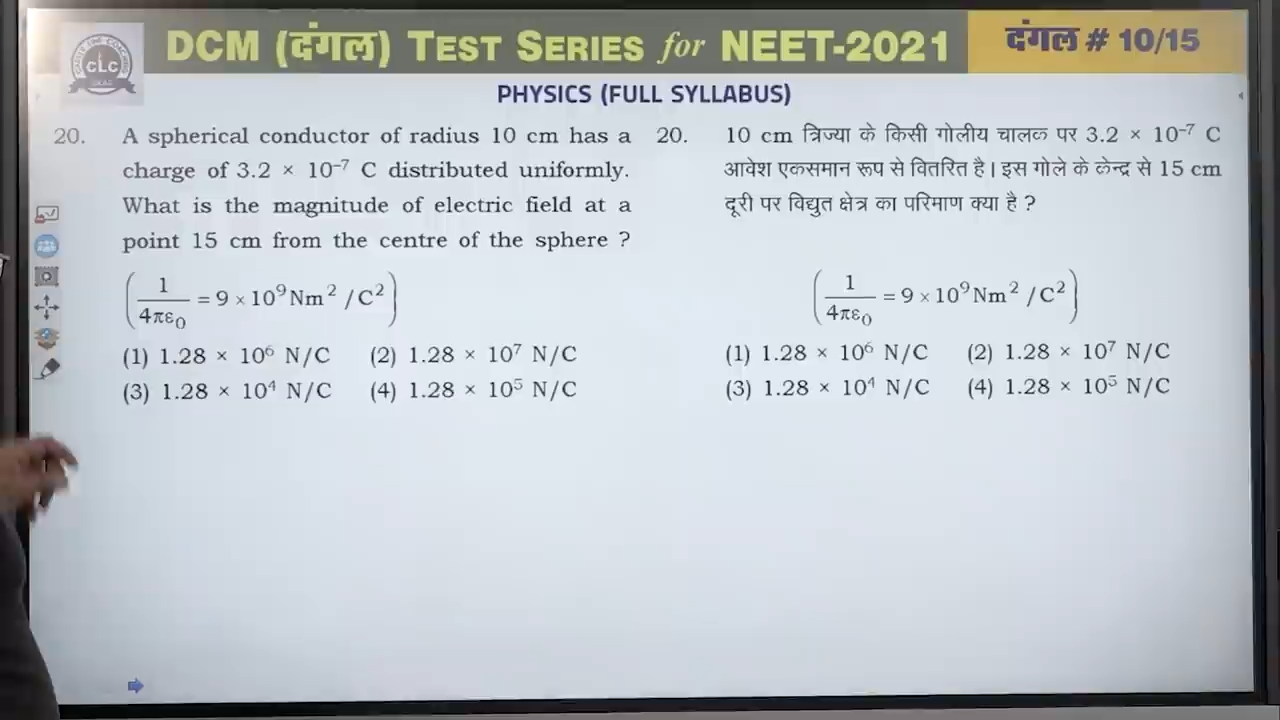 DCM (दंगल) TEST SERIES for NEET-2021
दंगल # 10/15
CLC
PHYSICS (FULL SYLLABUS)
20. A spherical conductor of radius 10 cm has a
charge of 3.2 × 10⁻⁷ C distributed uniformly.
What is the magnitude of electric field at a
point 15 cm from the centre of the sphere ?
(1/4πε₀ = 9 × 10⁹ Nm² /C²)
(1) 1.28 × 10⁶ N/C (2) 1.28 × 10⁷ N/C
(3) 1.28 × 10⁴ N/C (4) 1.28 × 10⁵ N/C
20. 10 cm त्रिज्या के किसी गोलीय चालक पर 3.2 × 10⁻⁷ C
आवेश एकसमान रूप से वितरित है। इस गोले के केन्द्र से 15 cm
दूरी पर विद्युत क्षेत्र का परिमाण क्या है ?
(1/4πε₀ = 9 × 10⁹ Nm² /C²)
(1) 1.28 × 10⁶ N/C (2) 1.28 × 10⁷ N/C
(3) 1.28 × 10⁴ N/C (4) 1.28 × 10⁵ N/C